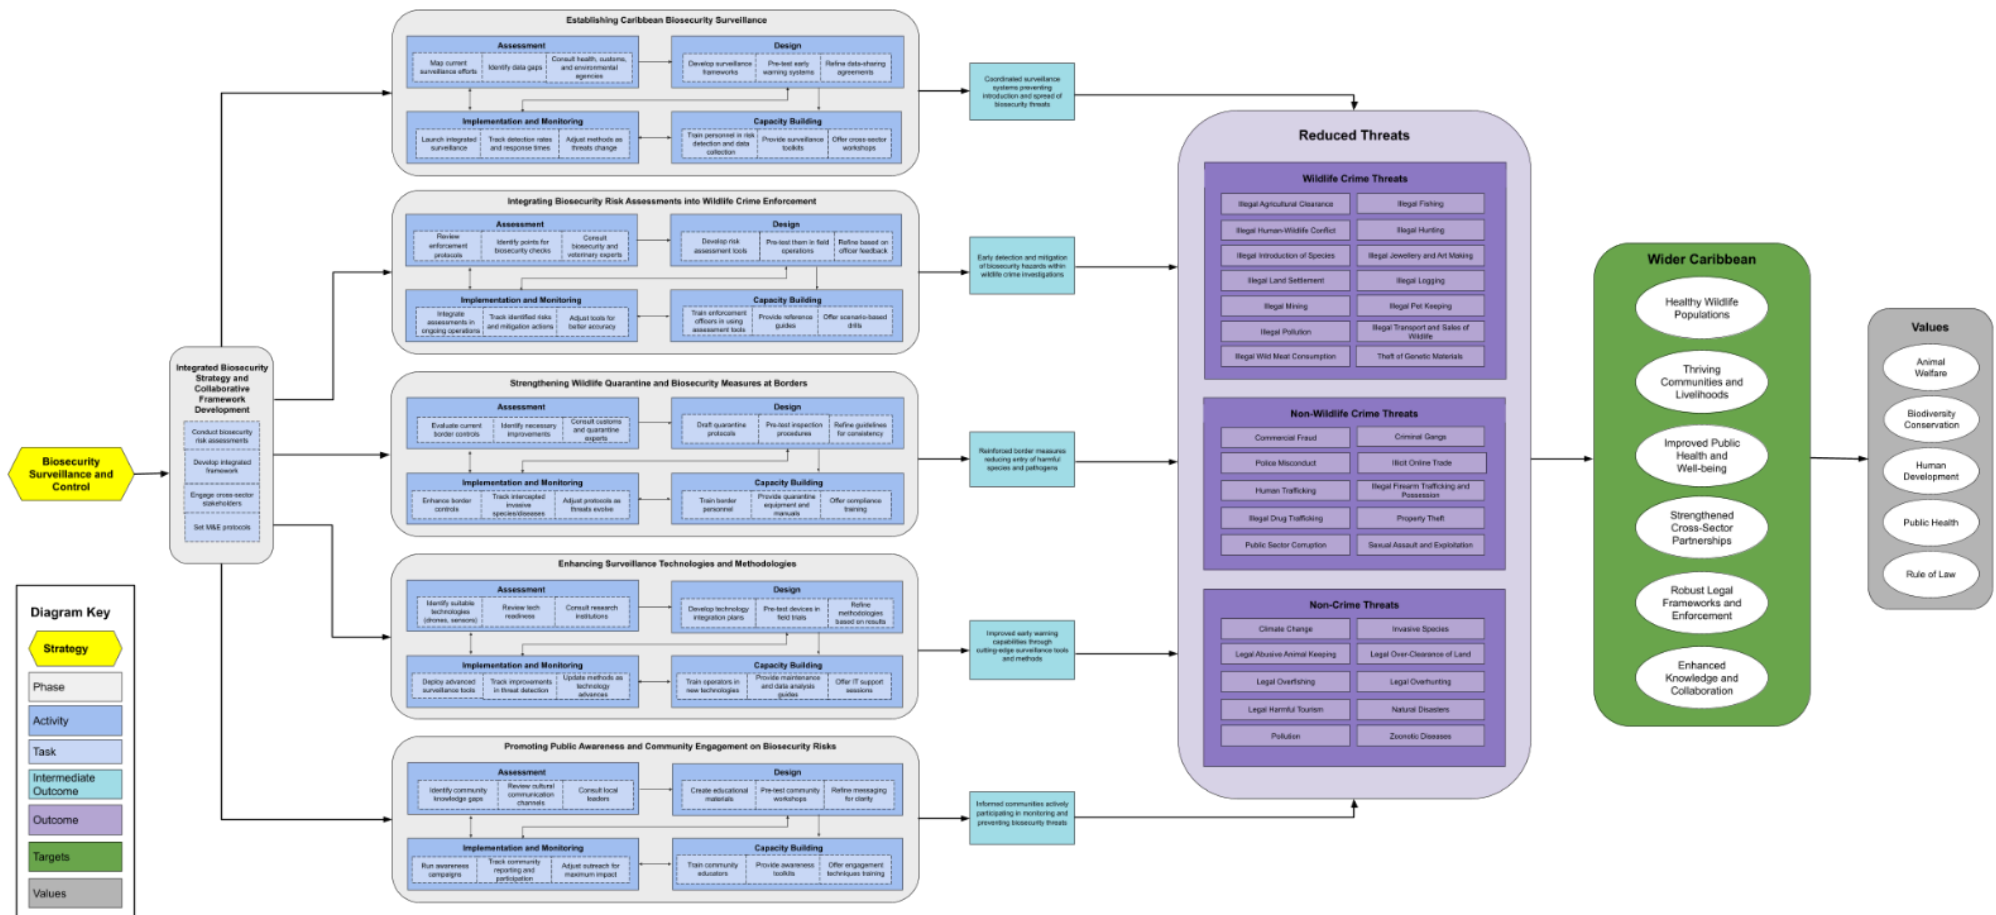 Biosecurity
Surveillance and
Control
Diagram Key
Strategy
Phase
Activity
Task
Intermediate
Outcome
Outcome
Targets
Values
Integrated Biosecurity
Strategy and
Collaborative
Framework
Development
Conduct biosecurity
risk assessments
Develop integrated
framework
Engage cross-sector
stakeholders
Set M&E protocols
Establishing Caribbean Biosecurity Surveillance
Assessment
Map current
surveillance efforts
Identify data gaps
Consult health, customs,
and environmental
agencies
Design
Develop surveillance
frameworks
Pre-test early
warning systems
Refine data-sharing
agreements
Implementation and Monitoring
Launch integrated
surveillance
Track detection rates
and response times
Adjust methods as
threats change
Capacity Building
Train personnel in risk
detection and data
collection
Provide surveillance
toolkits
Offer cross-sector
workshops
Integrating Biosecurity Risk Assessments into Wildlife Crime Enforcement
Assessment
Review
enforcement
protocols
Identify points for
biosecurity checks
Consult
biosecurity and
veterinary experts
Design
Develop risk
assessment tools
Pre-test them in field
operations
Refine based on
officer feedback
Implementation and Monitoring
Integrate
assessments in
ongoing operations
Track identified risks
and mitigation actions
Adjust tools for
better accuracy
Capacity Building
Train enforcement
officers in using
assessment tools
Provide reference
guides
Offer scenario-based
drills
Strengthening Wildlife Quarantine and Biosecurity Measures at Borders
Assessment
Evaluate current
border controls
Identify necessary
improvements
Consult customs
and quarantine
experts
Design
Draft quarantine
protocols
Pre-test inspection
procedures
Refine guidelines
for consistency
Implementation and Monitoring
Enhance border
controls
Track intercepted
invasive
species/diseases
Adjust protocols as
threats evolve
Capacity Building
Train border
personnel
Provide quarantine
equipment and
manuals
Offer compliance
training
Enhancing Surveillance Technologies and Methodologies
Assessment
Identify suitable
technologies
(drones, sensors)
Review tech
readiness
Consult research
institutions
Design
Develop technology
integration plans
Pre-test devices in
field trials
Refine
methodologies
based on results
Implementation and Monitoring
Deploy advanced
surveillance tools
Track improvements
in threat detection
Update methods as
technology
advances
Capacity Building
Train operators in
new technologies
Provide maintenance
and data analysis
guides
Offer IT support
sessions
Promoting Public Awareness and Community Engagement on Biosecurity Risks
Assessment
Identify community
knowledge gaps
Review cultural
communication
channels
Consult local
leaders
Design
Create educational
materials
Pre-test community
workshops
Refine messaging
for clarity
Implementation and Monitoring
Run awareness
campaigns
Track community
reporting and
participation
Adjust outreach for
maximum impact
Capacity Building
Train community
educators
Provide awareness
toolkits
Offer engagement
techniques training
Coordinated surveillance
systems preventing
introduction and spread of
biosecurity threats
Early detection and mitigation
of biosecurity hazards within
wildlife crime investigations
Reinforced border measures
reducing entry of harmful
species and pathogens
Improved early warning
capabilities through
cutting-edge surveillance tools
and methods
Informed communities actively
participating in monitoring and
preventing biosecurity threats
Reduced Threats
Wildlife Crime Threats
Illegal Agricultural Clearance
Illegal Fishing
Illegal Human-Wildlife Conflict
Illegal Hunting
Illegal Introduction of Species
Illegal Jewellery and Art Making
Illegal Land Settlement
Illegal Logging
Illegal Mining
Illegal Pet Keeping
Illegal Pollution
Illegal Transport and Sales of
Wildlife
Illegal Wild Meat Consumption
Theft of Genetic Materials
Non-Wildlife Crime Threats
Commercial Fraud
Criminal Gangs
Police Misconduct
Illicit Online Trade
Human Trafficking
Illegal Firearm Trafficking and
Possession
Illegal Drug Trafficking
Property Theft
Public Sector Corruption
Sexual Assault and Exploitation
Non-Crime Threats
Climate Change
Invasive Species
Legal Abusive Animal Keeping
Legal Over-Clearance of Land
Legal Overfishing
Legal Overhunting
Legal Harmful Tourism
Natural Disasters
Pollution
Zoonotic Diseases
Wider Caribbean
Healthy Wildlife
Populations
Thriving
Communities and
Livelihoods
Improved Public
Health and
Well-being
Strengthened
Cross-Sector
Partnerships
Robust Legal
Frameworks and
Enforcement
Enhanced
Knowledge and
Collaboration
Values
Animal
Welfare
Biodiversity
Conservation
Human
Development
Public Health
Rule of Law